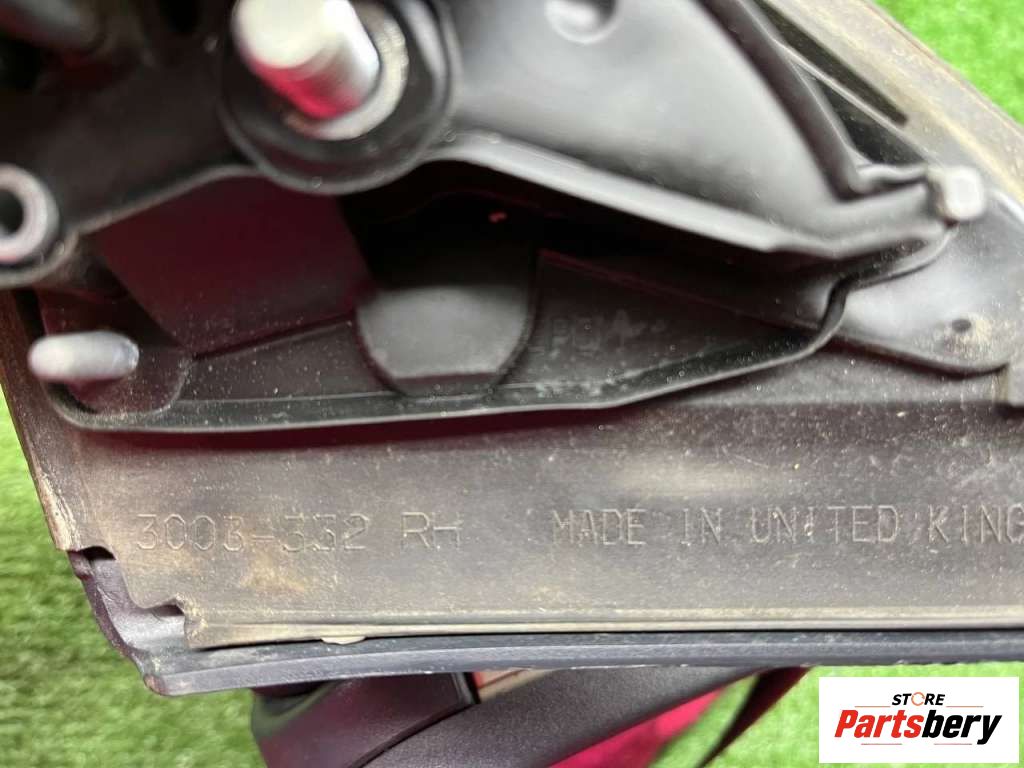 3003-332 RH MADE IN UNITED KING
STORE
Partsbery